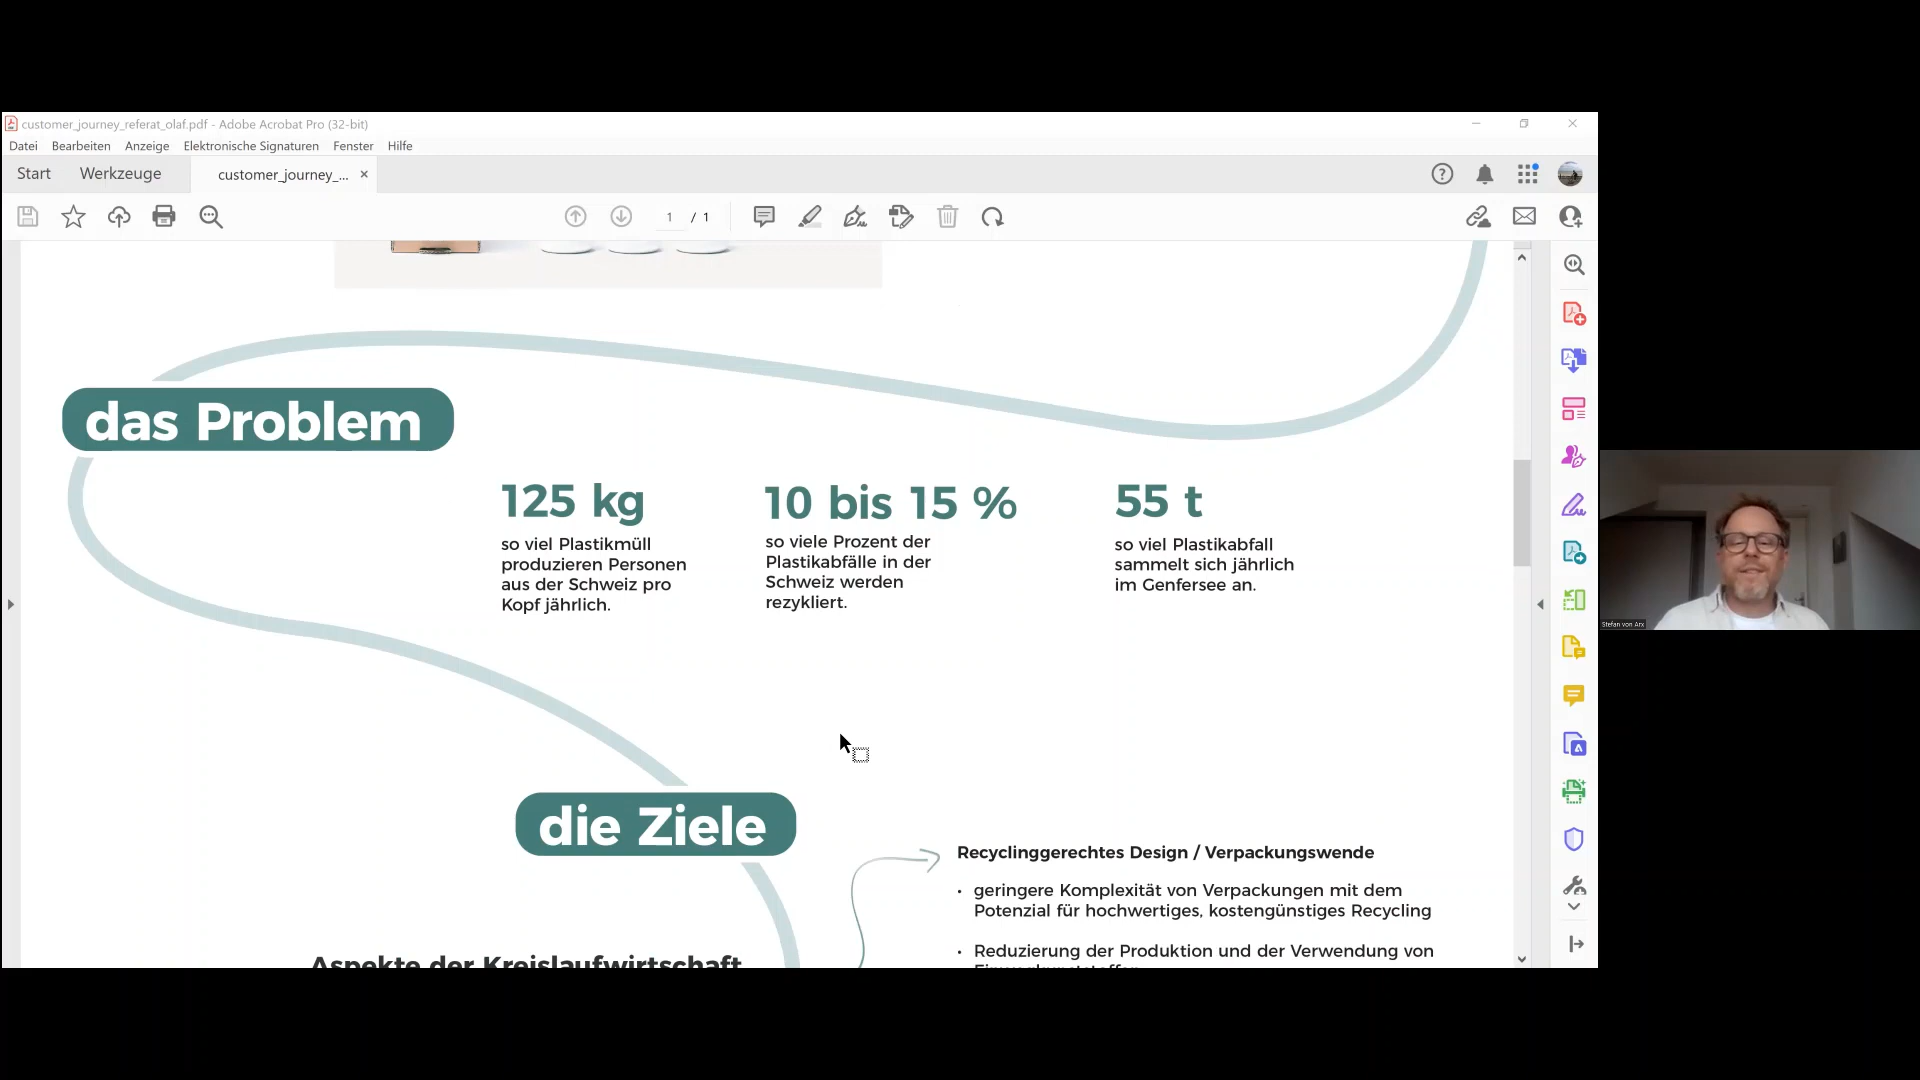 customer_journey_referat_olaf.pdf - Adobe Acrobat Pro (32-bit)
Datei Bearbeiten Anzeige Elektronische Signaturen Fenster Hilfe
Start Werkzeuge customer_journey_... ×
1 / 1
das Problem
125 kg
so viel Plastikmüll
produzieren Personen
aus der Schweiz pro
Kopf jährlich.
10 bis 15 %
so viele Prozent der
Plastikabfälle in der
Schweiz werden
rezykliert.
55 t
so viel Plastikabfall
sammelt sich jährlich
im Genfersee an.
Stefan von Arx
die Ziele
Recyclinggerechtes Design / Verpackungswende
• geringere Komplexität von Verpackungen mit dem
Potenzial für hochwertiges, kostengünstiges Recycling
• Reduzierung der Produktion und der Verwendung von
Aspekte der Kreislaufwirtschaft